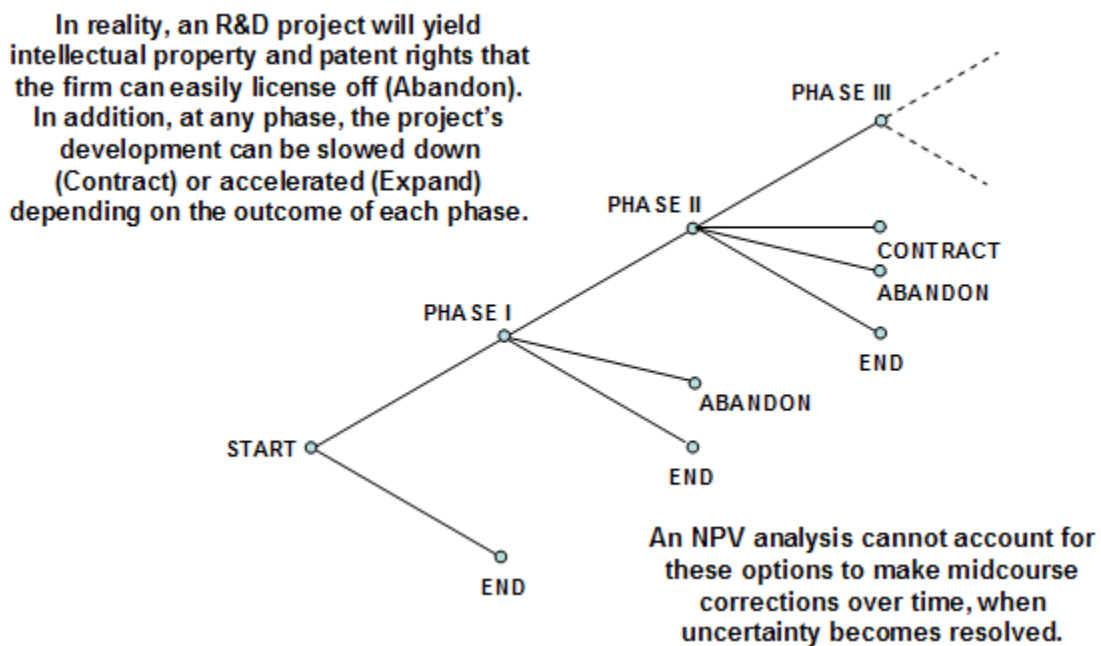 In reality, an R&D project will yield
intellectual property and patent rights that
the firm can easily license off (Abandon).
In addition, at any phase, the project's
development can be slowed down
(Contract) or accelerated (Expand)
depending on the outcome of each phase.
PHASE III
PHASE II
CONTRACT
ABANDON
PHASE I
END
ABANDON
START
END
END
An NPV analysis cannot account for
these options to make midcourse
corrections over time, when
uncertainty becomes resolved.